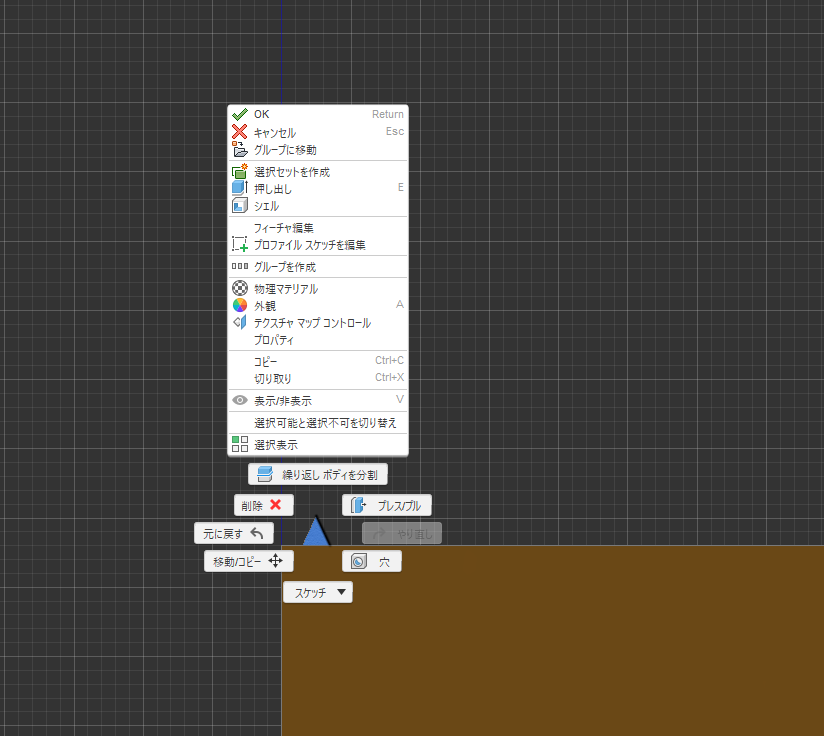 OK Return
キャンセル Esc
グループに移動
選択セットを作成
押し出し E
シェル
フィーチャ編集
プロファイル スケッチを編集
グループを作成
物理マテリアル
外観 A
テクスチャ マップ コントロール
プロパティ
コピー Ctrl+C
切り取り Ctrl+X
表示/非表示 V
選択可能と選択不可を切り替え
選択表示
繰り返し ボディを分割
削除 プレス/プル
元に戻す やり直し
移動/コピー 穴
スケッチ